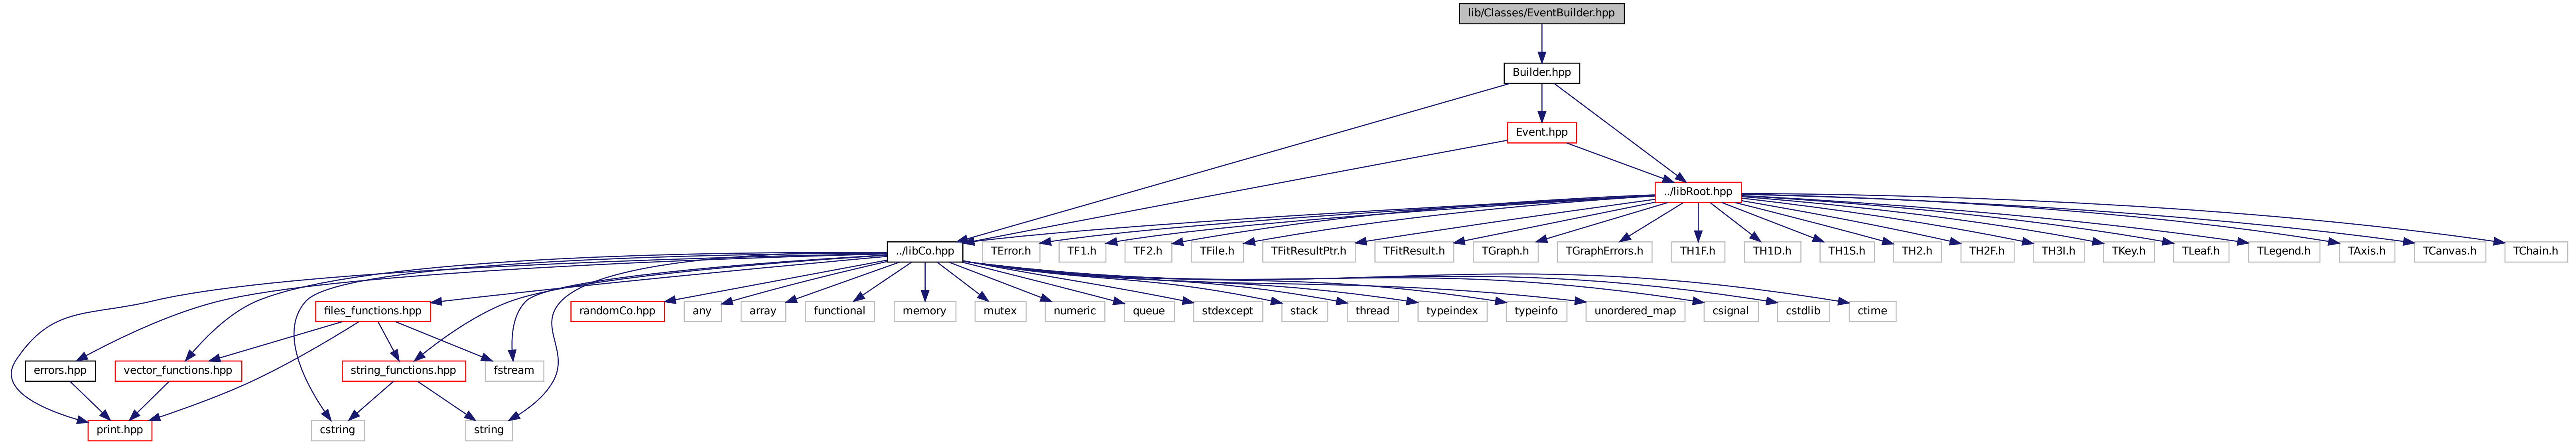 lib/Classes/EventBuilder.hpp
Builder.hpp
Event.hpp
../libRoot.hpp
../libCo.hpp
TError.h
TF1.h
TF2.h
TFile.h
TFitResultPtr.h
TFitResult.h
TGraph.h
TGraphErrors.h
TH1F.h
TH1D.h
TH1S.h
TH2.h
TH2F.h
TH3I.h
TKey.h
TLeaf.h
TLegend.h
TAxis.h
TCanvas.h
TChain.h
files_functions.hpp
randomCo.hpp
any
array
functional
memory
mutex
numeric
queue
stdexcept
stack
thread
typeindex
typeinfo
unordered_map
csignal
cstdlib
ctime
errors.hpp
vector_functions.hpp
string_functions.hpp
fstream
print.hpp
cstring
string